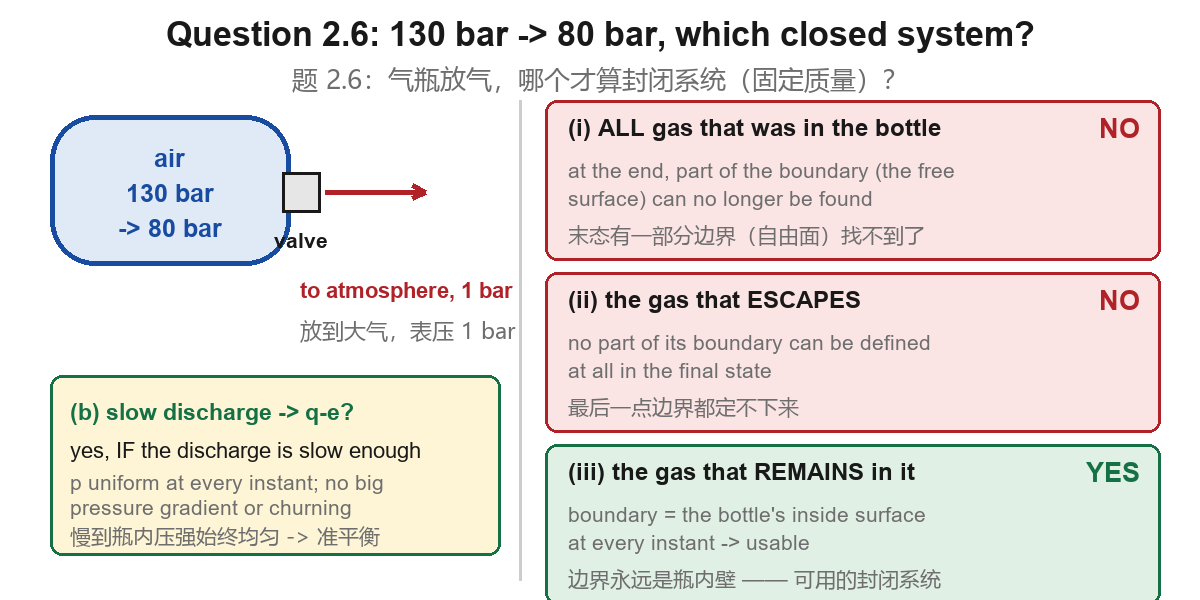 Question 2.6: 130 bar -> 80 bar, which closed system?
题 2.6：气瓶放气，哪个才算封闭系统（固定质量）？
air
130 bar
-> 80 bar
valve
to atmosphere, 1 bar
放到大气，表压 1 bar
(b) slow discharge -> q-e?
yes, IF the discharge is slow enough
p uniform at every instant; no big
pressure gradient or churning
慢到瓶内压强始终均匀 -> 准平衡
(i) ALL gas that was in the bottle
NO
at the end, part of the boundary (the free
surface) can no longer be found
末态有一部分边界（自由面）找不到了
(ii) the gas that ESCAPES
NO
no part of its boundary can be defined
at all in the final state
最后一点边界都定不下来
(iii) the gas that REMAINS in it
YES
boundary = the bottle's inside surface
at every instant -> usable
边界永远是瓶内壁 —— 可用的封闭系统